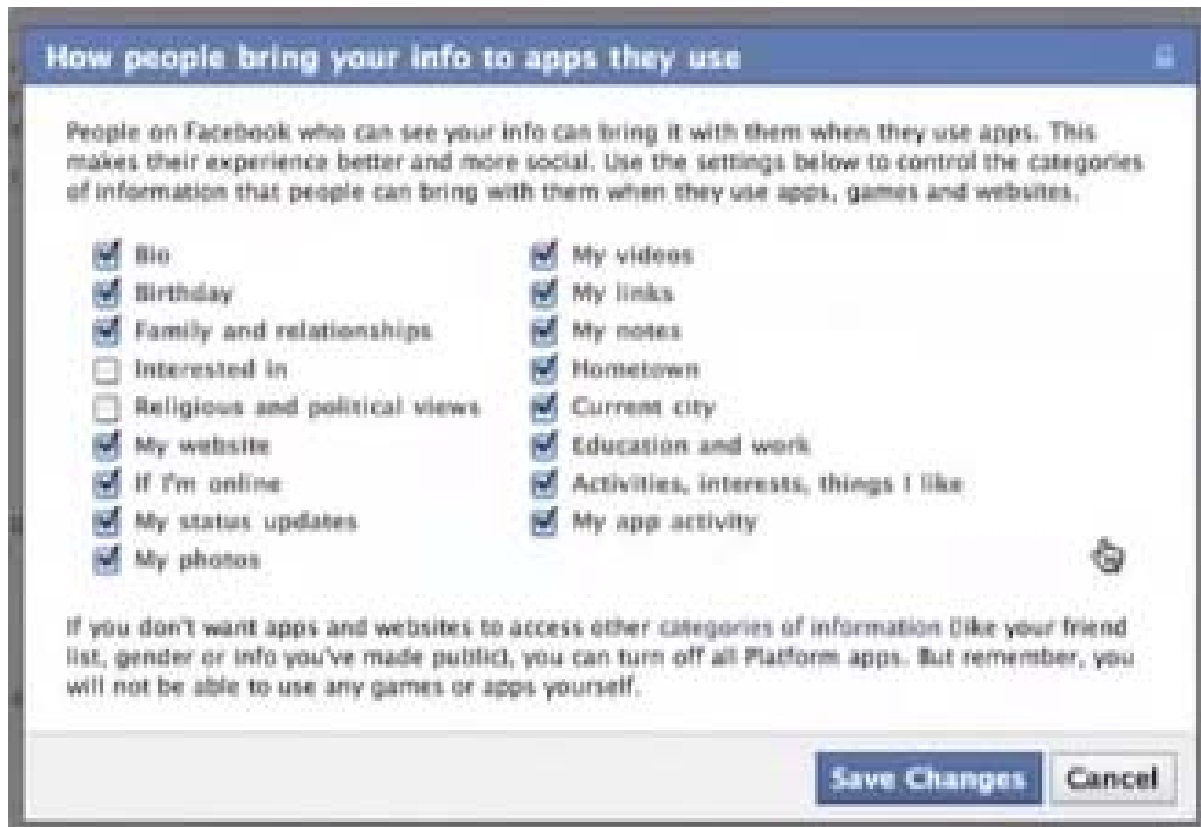 How people bring your info to apps they use
People on Facebook who can see your info can bring it with them when they use apps. This
makes their experience better and more social. Use the settings below to control the categories
of information that people can bring with them when they use apps, games and websites.
Bio
Birthday
Family and relationships
Interested in
Religious and political views
My website
If I'm online
My status updates
My photos
My videos
My links
My notes
Hometown
Current city
Education and work
Activities, interests, things I like
My app activity
If you don't want apps and websites to access other categories of information (like your friend
list, gender or info you've made public), you can turn off all Platform apps. But remember, you
will not be able to use any games or apps yourself.
Save Changes
Cancel